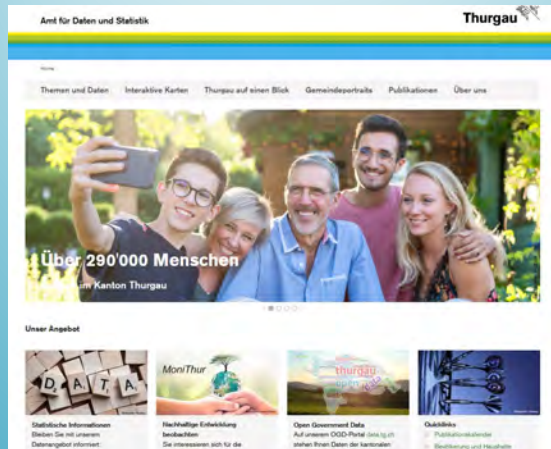 Amt für Daten und Statistik
Thurgau
Home
Themen und Daten Interaktive Karten Thurgau auf einen Blick Gemeindeportraits Publikationen Über uns
Über 290'000 Menschen
im Kanton Thurgau
Unser Angebot
DATA
MoniThur
thurgau
open
Statistische Informationen
Bleiben Sie mit unserem
Datenangebot informiert:
Nachhaltige Entwicklung
beobachten
Sie interessieren sich für die
Open Government Data
Auf unserem OGD-Portal data.tg.ch
stehen Ihnen Daten der kantonalen
Quicklinks
Publikationskalender
Bevölkerung und Haushalte